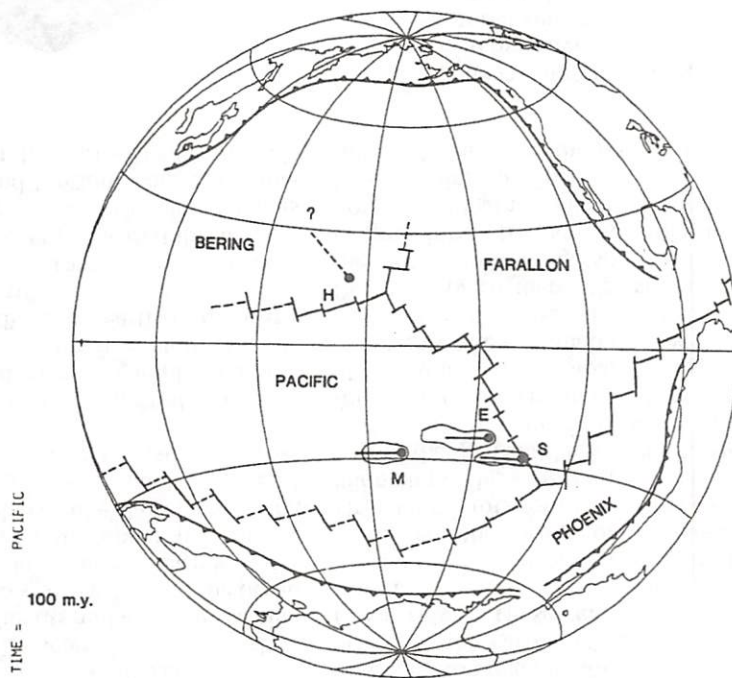 ?
BERING
FARALLON
H
PACIFIC
E
S
M
PHOENIX
100 m.y.
TIME = PACIFIC